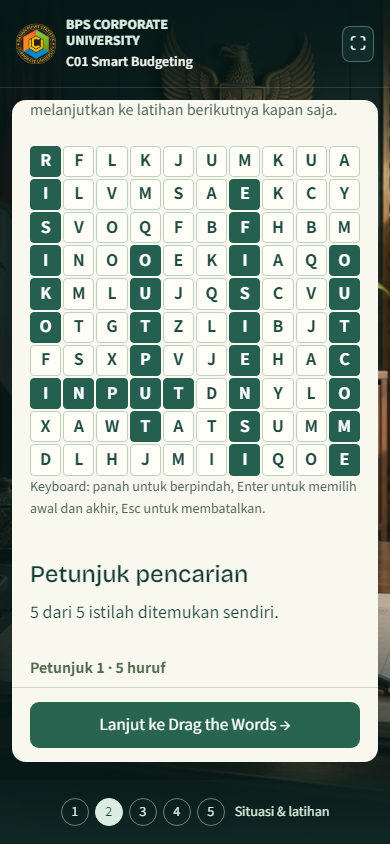 BPS CORPORATE
UNIVERSITY
C01 Smart Budgeting
melanjutkan ke latihan berikutnya kapan saja.
R F L K J U M K U A
I L V M S A E K C Y
S V O Q F B F H B M
I N O O E K I A Q O
K M L U J Q S C V U
O T G T Z L I B J T
F S X P V J E H A C
I N P U T D N Y L O
X A W T A T S U M M
D L H J M I I Q O E
Keyboard: panah untuk berpindah, Enter untuk memilih
awal dan akhir, Esc untuk membatalkan.
Petunjuk pencarian
5 dari 5 istilah ditemukan sendiri.
Petunjuk 1 · 5 huruf
Lanjut ke Drag the Words →
1 2 3 4 5 Situasi & latihan